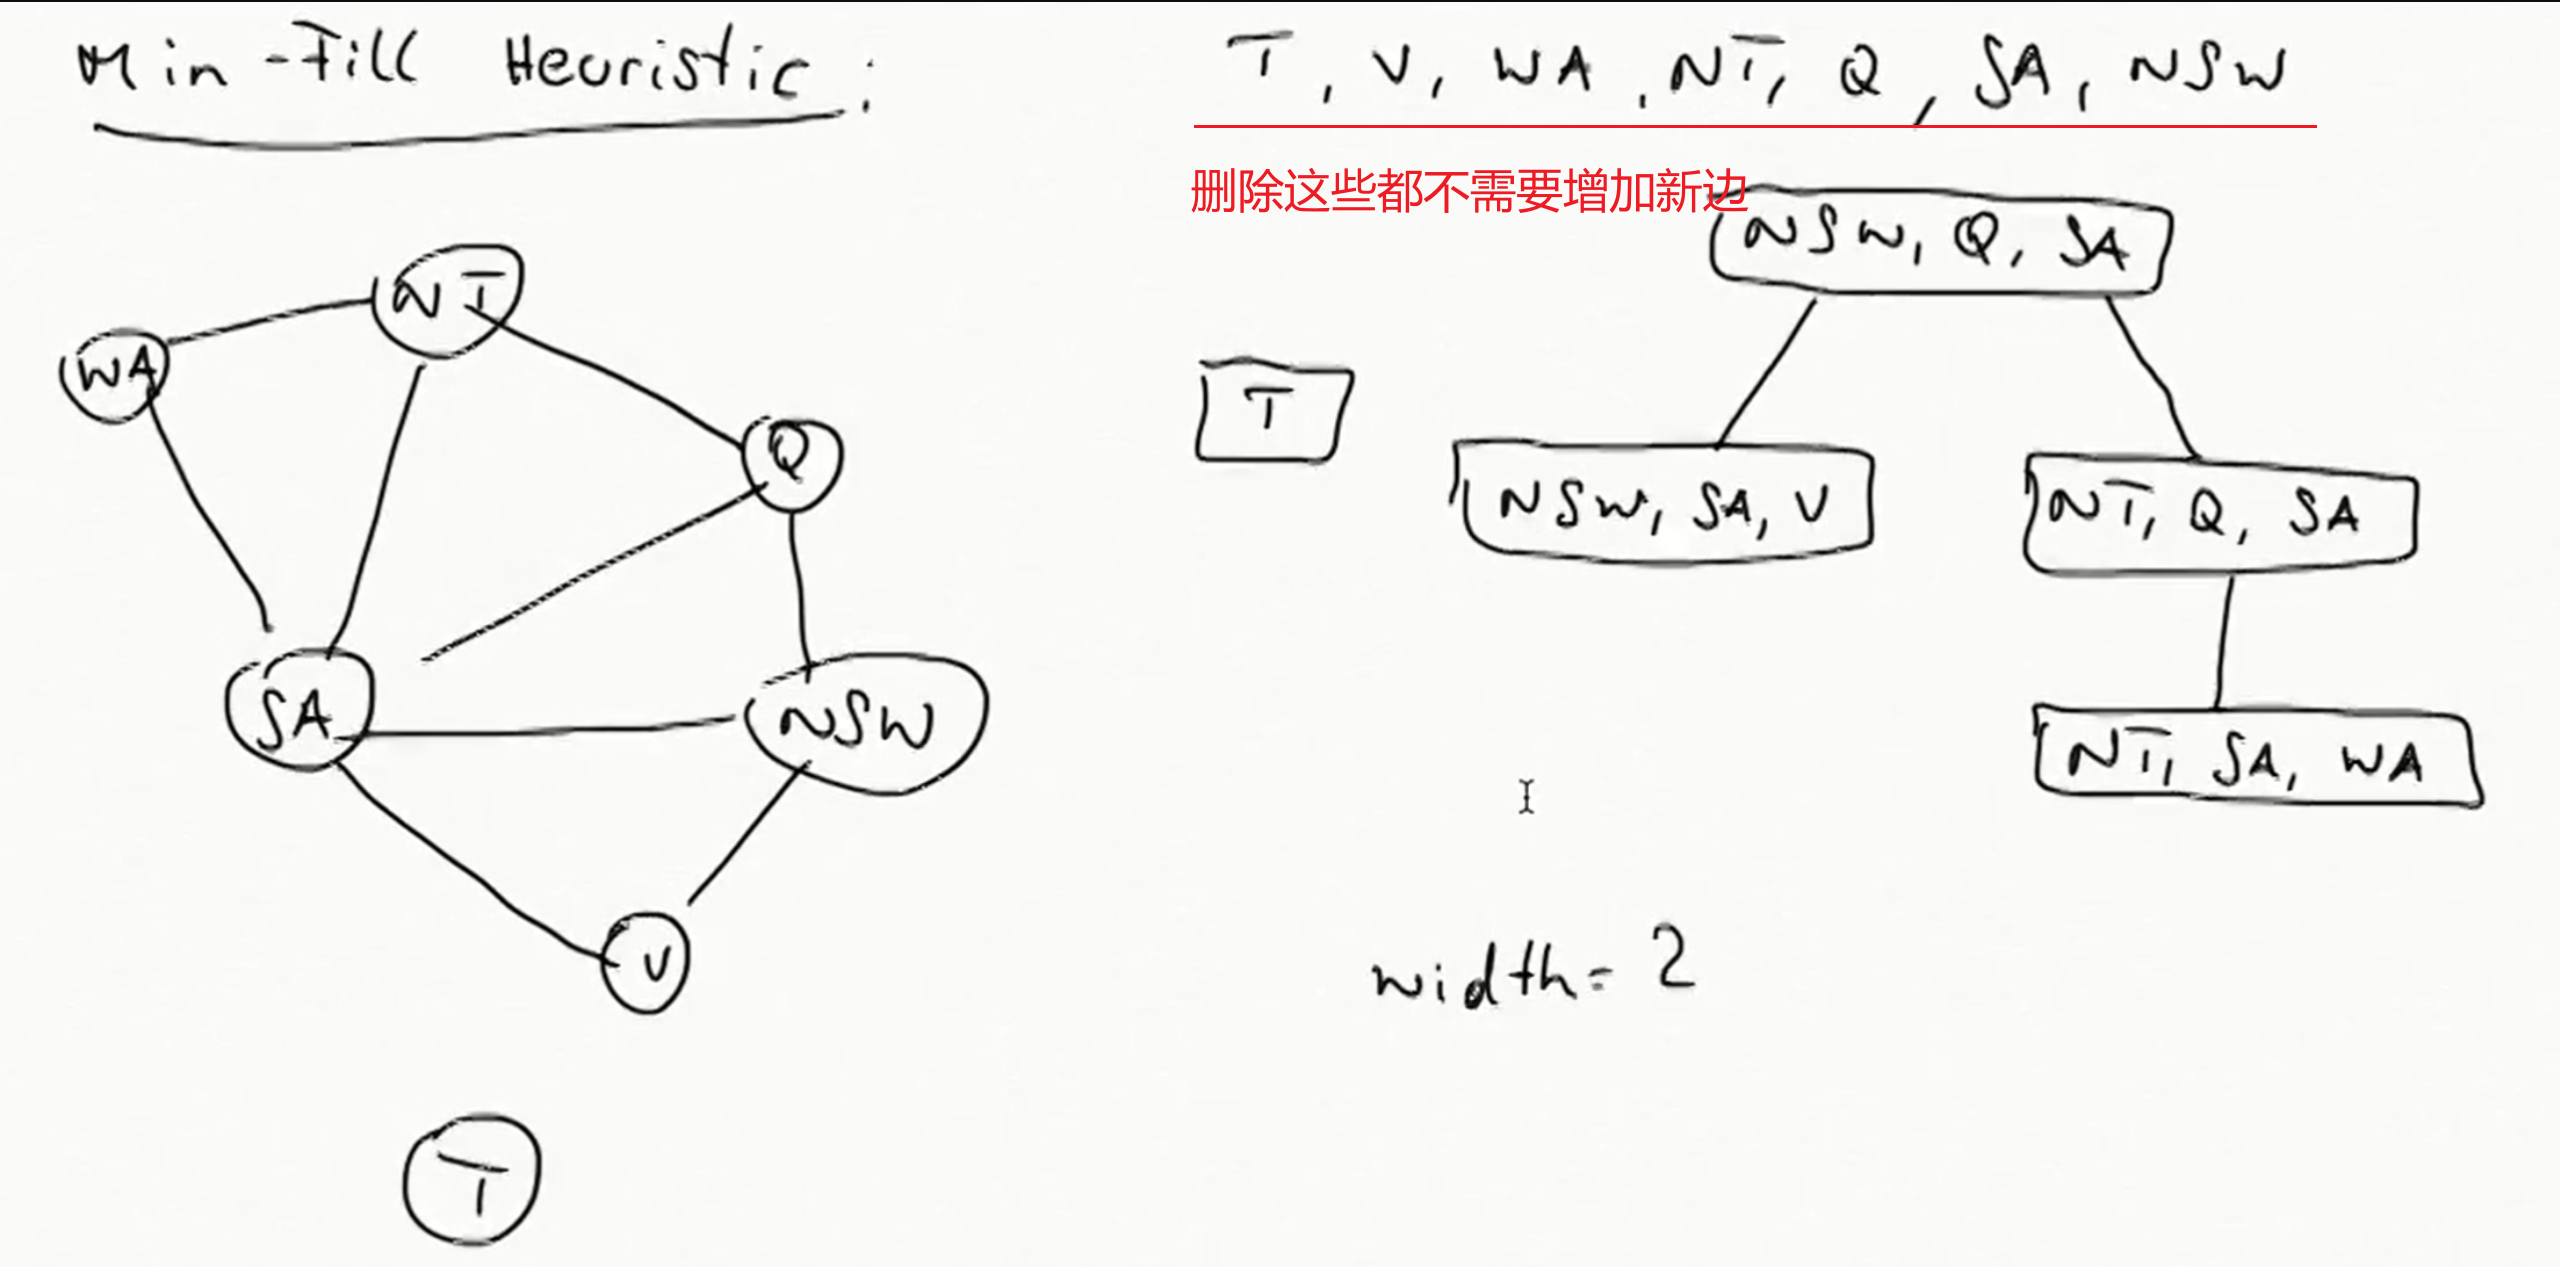 Min-Fill Heuristic:
T, V, WA, NT, Q, SA, NSW
删除这些都不需要增加新边
NSW, Q, SA
NT
WA
T
Q
NSW, SA, V
NT, Q, SA
SA
NSW
NT, SA, WA
V
width = 2
T